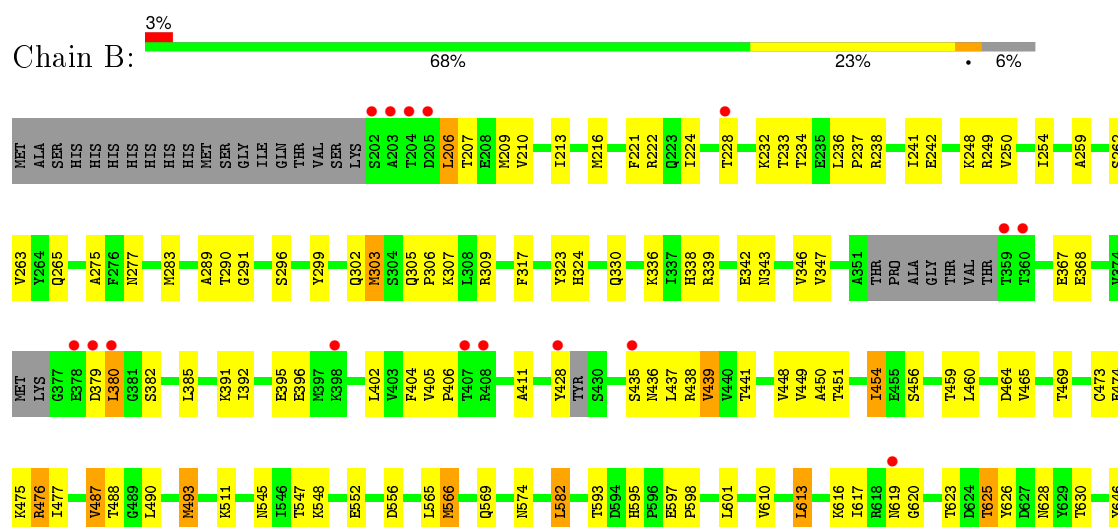 3%
Chain B:
68% 23% • 6%
MET ALA SER HIS HIS HIS HIS HIS HIS HIS HIS MET SER GLY ILE GLN THR VAL SER LYS S202 A203 T204 D205 L206 T207 E208 M209 V210 I213 M216 F221 R222 Q223 I224 T228 K232 T233 T234 E235 L236 P237 R238 I241 E242 K248 R249 V250 I254 A259
V263 Y264 Q265 A275 F276 N277 M283 A289 T290 G291 S296 Y299 Q302 M303 S304 Q305 P306 K307 L308 R309 F317 Y323 H324 Q330 K336 I337 H338 R339 E342 N343 V346 V347 A351 THR PRO ALA GLY THR VAL THR T359 T360 E367 E368
MET LYS G377 E378 D379 L380 G381 S382 L385 K391 I392 E395 E396 M397 K398 L402 V403 F404 V405 P406 T407 R408 A411 Y428 TYR S430 S435 N436 L437 R438 V439 V440 T441 V448 V449 A450 T451 I454 E455 S456 T459 L460 D464 V465 T469 C473
K475 R476 I477 V487 T488 G489 L490 M493 K511 N545 I546 T547 K548 E552 D556 L565 M566 Q569 N574 L582 T593 D594 H595 P596 E597 P598 L601 V610 L613 K616 I617 R618 N619 G620 T623 D624 T625 Y626 D627 N628 Y629 T630